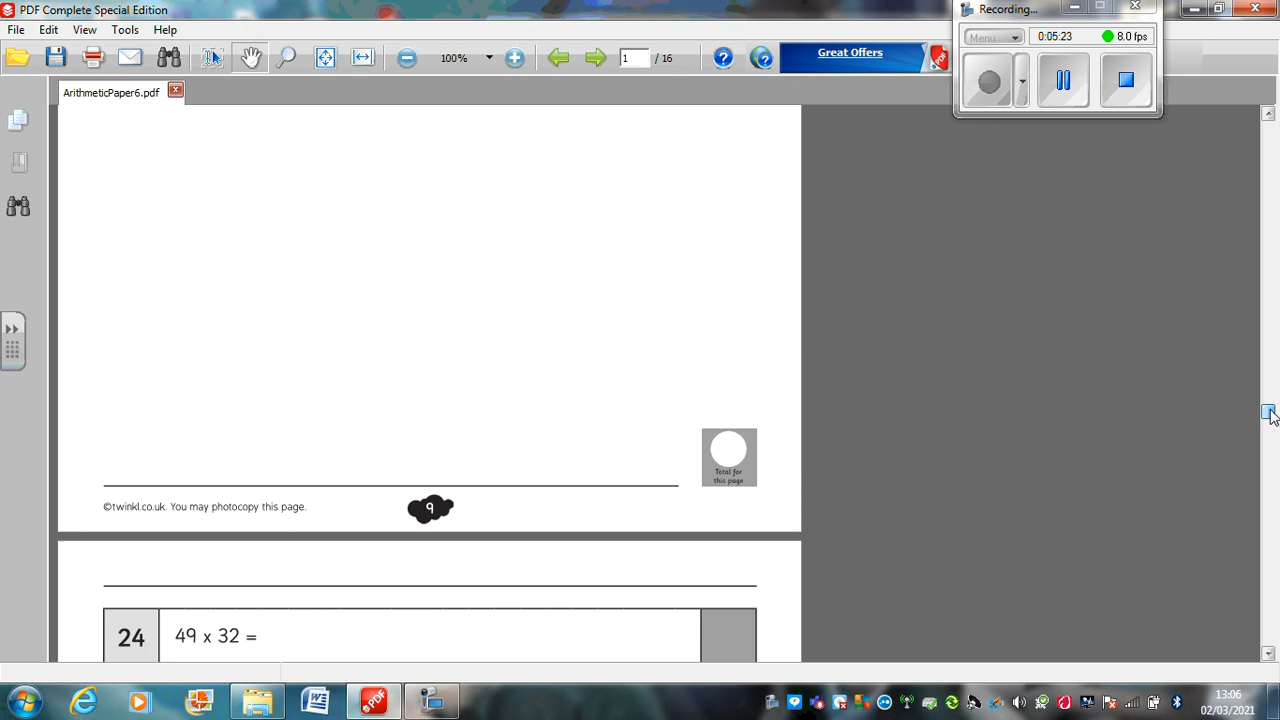 PDF Complete Special Edition
Recording...
File Edit View Tools Help
Menu
0:05:23
8.0 fps
100%
1 / 16
Great Offers
ArithmeticPaper6.pdf
Total for
this page
©twinkl.co.uk. You may photocopy this page.
9
24
49 x 32 =
13:06
02/03/2021